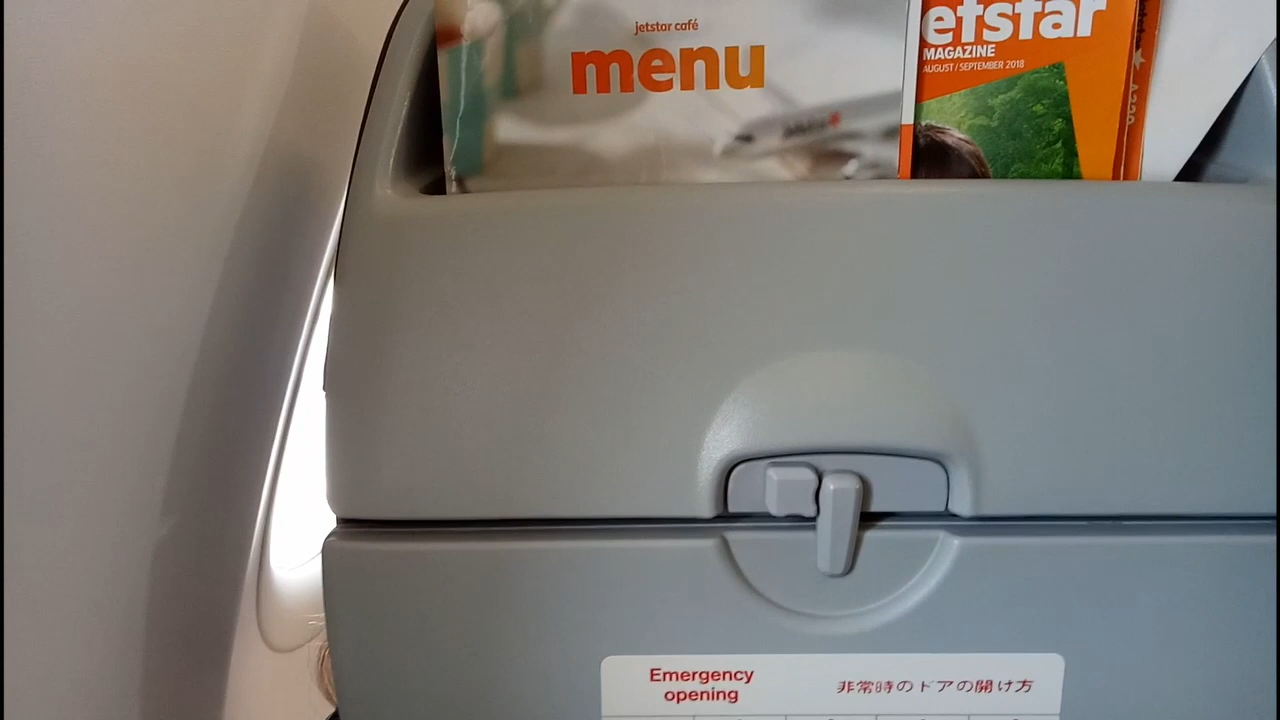 jetstar café
menu
etstar
MAGAZINE
AUGUST / SEPTEMBER 2018
Emergency
opening
非常時のドアの開け方